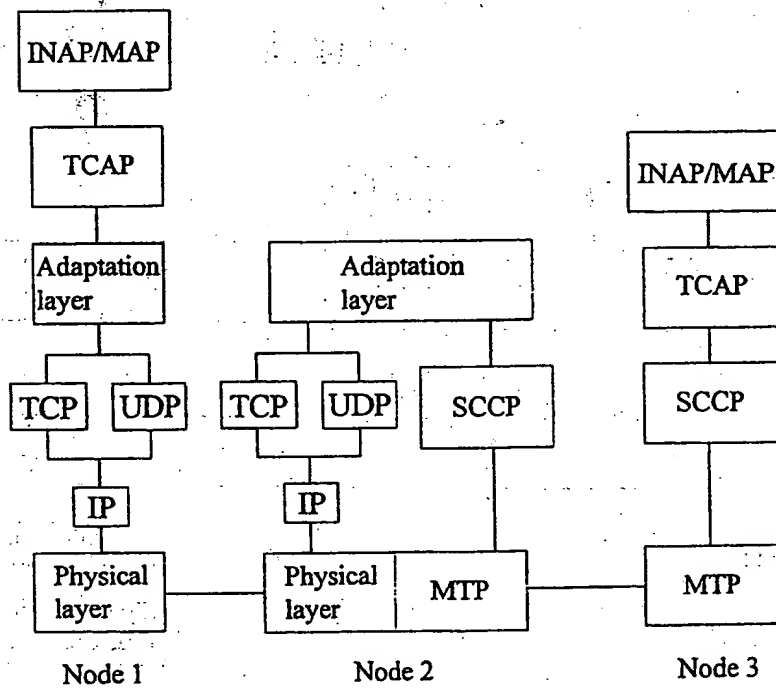 INAP/MAP
TCAP
Adaptation
layer
TCP
UDP
IP
Physical
layer
Node 1
Adaptation
layer
TCP
UDP
SCCP
IP
Physical
layer
MTP
Node 2
INAP/MAP
TCAP
SCCP
MTP
Node 3